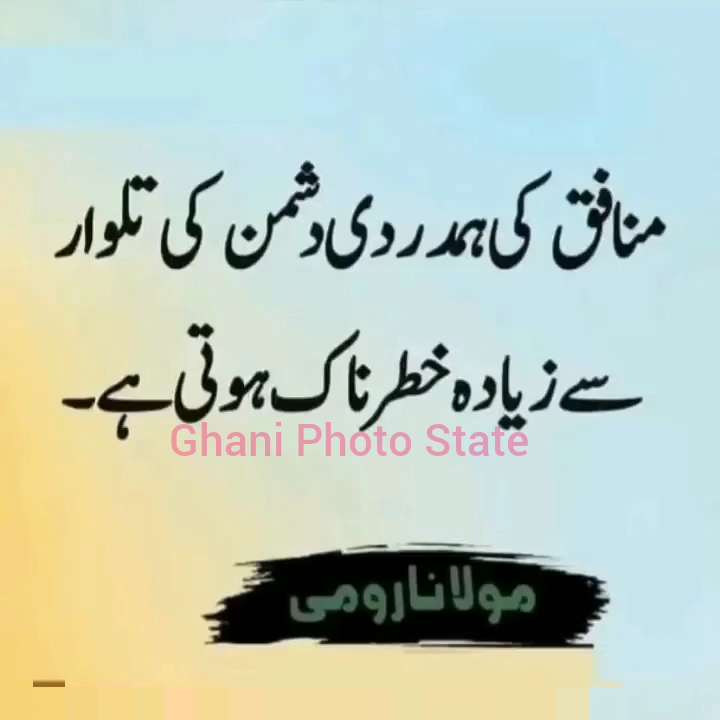 منافق کی ہمدردی دشمن کی تلوار
سے زیادہ خطرناک ہوتی ہے۔
Ghani Photo State
مولانا رومی